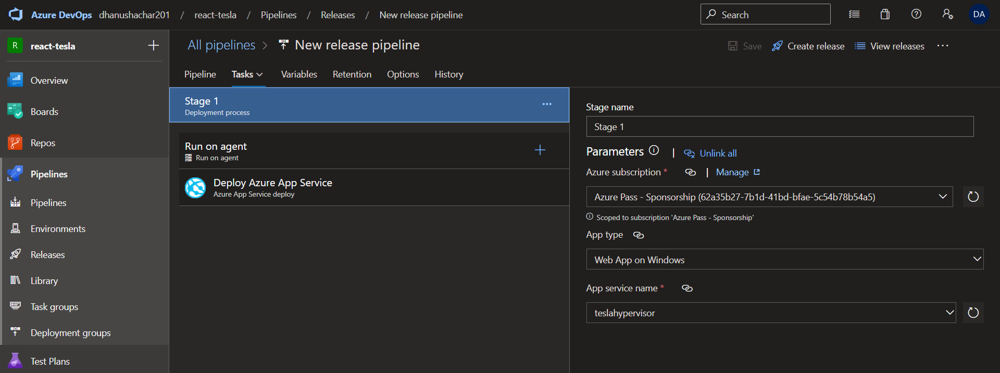 Azure DevOps dhanushachar201 / react-tesla / Pipelines / Releases / New release pipeline
Search
DA
R react-tesla
Overview
Boards
Repos
Pipelines
Pipelines
Environments
Releases
Library
Task groups
Deployment groups
Test Plans
All pipelines > New release pipeline
Save Create release View releases ...
Pipeline Tasks Variables Retention Options History
Stage 1
Deployment process
Run on agent
Run on agent
Deploy Azure App Service
Azure App Service deploy
Stage name
Stage 1
Parameters | Unlink all
Azure subscription * | Manage
Azure Pass - Sponsorship (62a35b27-7b1d-41bd-bfae-5c54b78b54a5)
Scoped to subscription 'Azure Pass - Sponsorship'
App type
Web App on Windows
App service name *
teslahypervisor